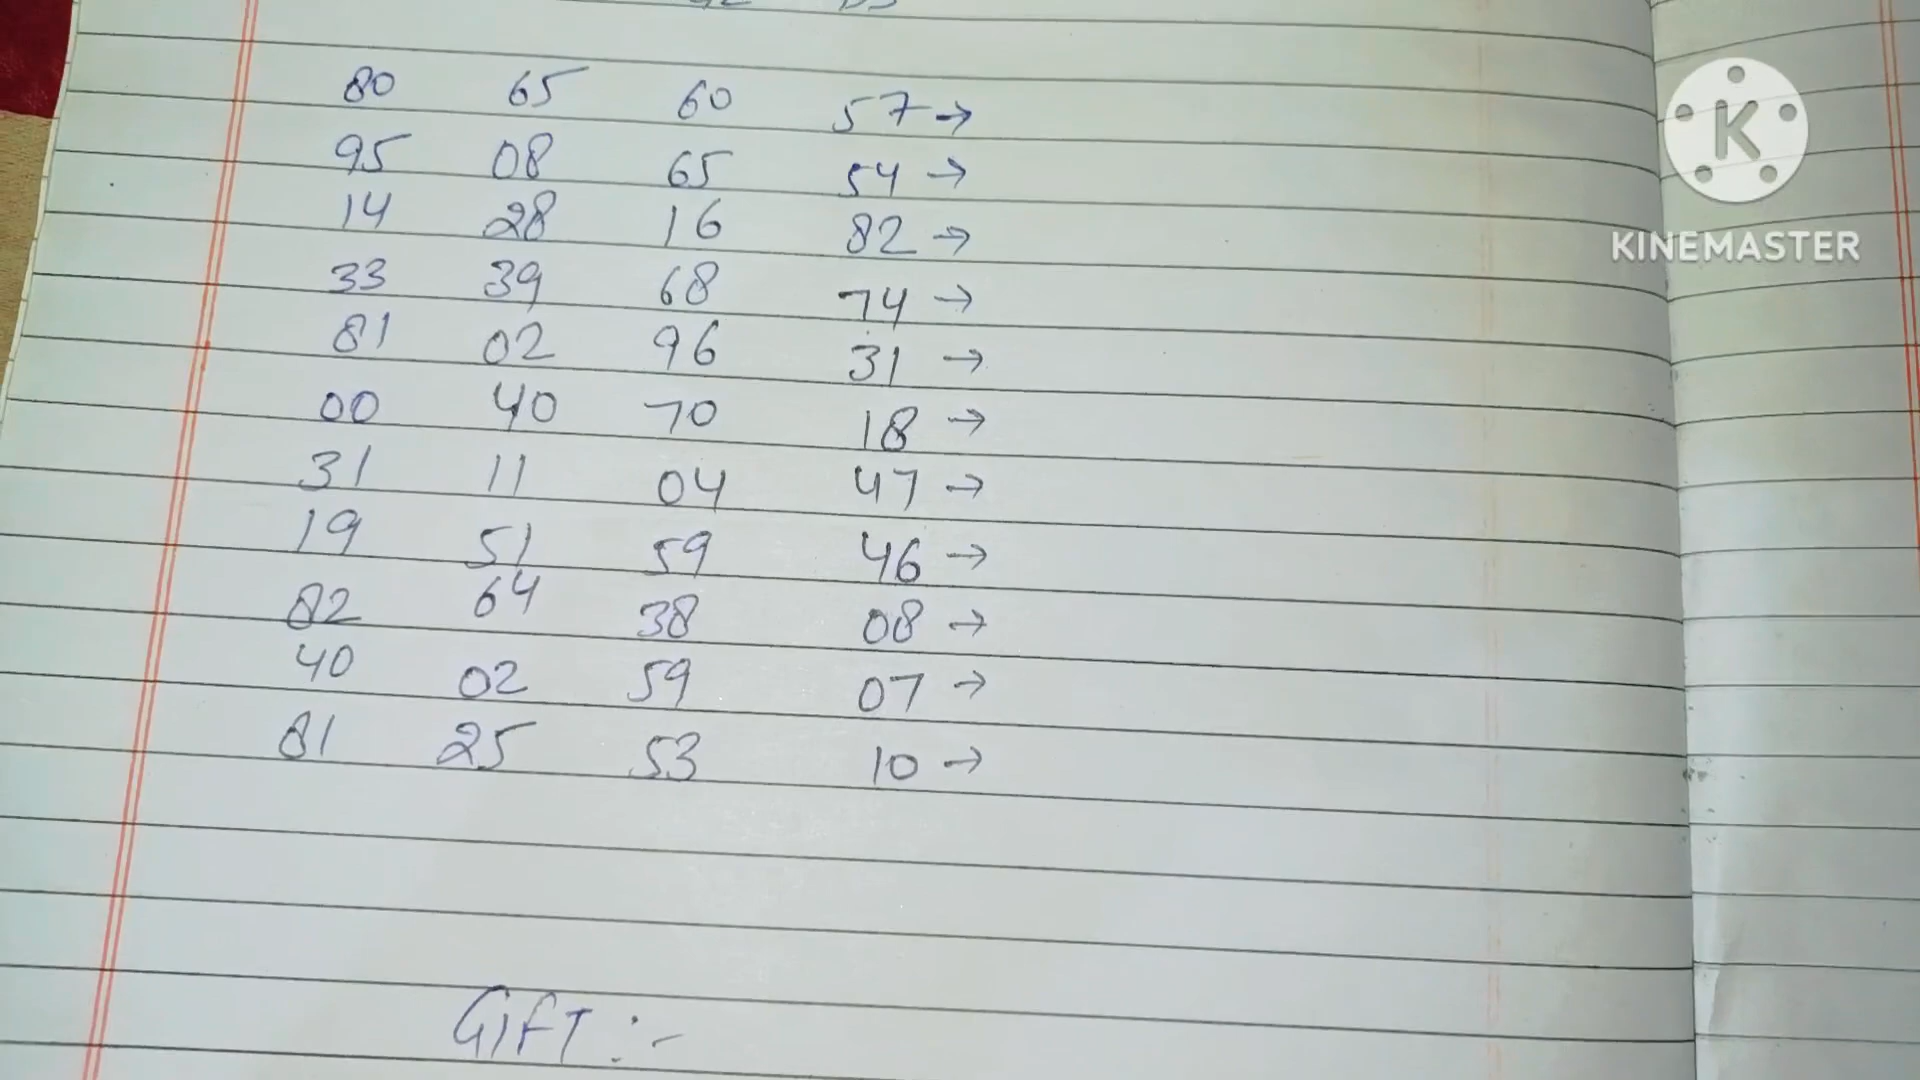 80 65 60 57→
95 08 65 54→
14 28 16 82→
33 39 68 74→
81 02 96 31→
00 40 70 18→
31 11 04 47→
19 51 59 46→
82 64 38 08→
40 02 59 07→
81 25 53 10→
GIFT :-
K
KINEMASTER